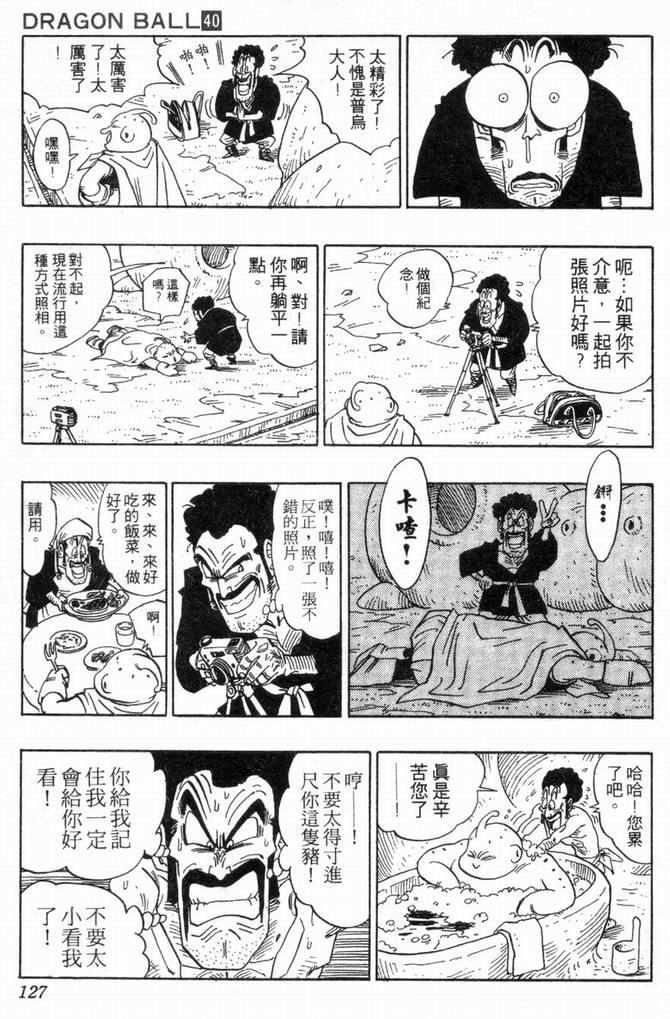 DRAGON BALL 40
太精彩了！
不愧是普烏
大人！
啪！
啪！
太厲害
了！太
厲害了
！
嘿嘿！
呃…如果你不
介意，一起拍
張照片好嗎？
做個紀
念！
啊、對！請
你再躺平一
點。
這樣
嗎？
對不起，
現在流行用這
種方式照相。
鏘…
卡喳！
噗！嘻！嘻！
反正，照了一張不
錯的照片。
來、來、來好
吃的飯菜，做
好了。
啊！
請用。
哈哈！您累
了吧。
真是辛
苦您了
哼——！
不要太得寸進
尺你這隻豬！
你給我記
住我一定
會給你好
看！
不要太
小看我
了！
127